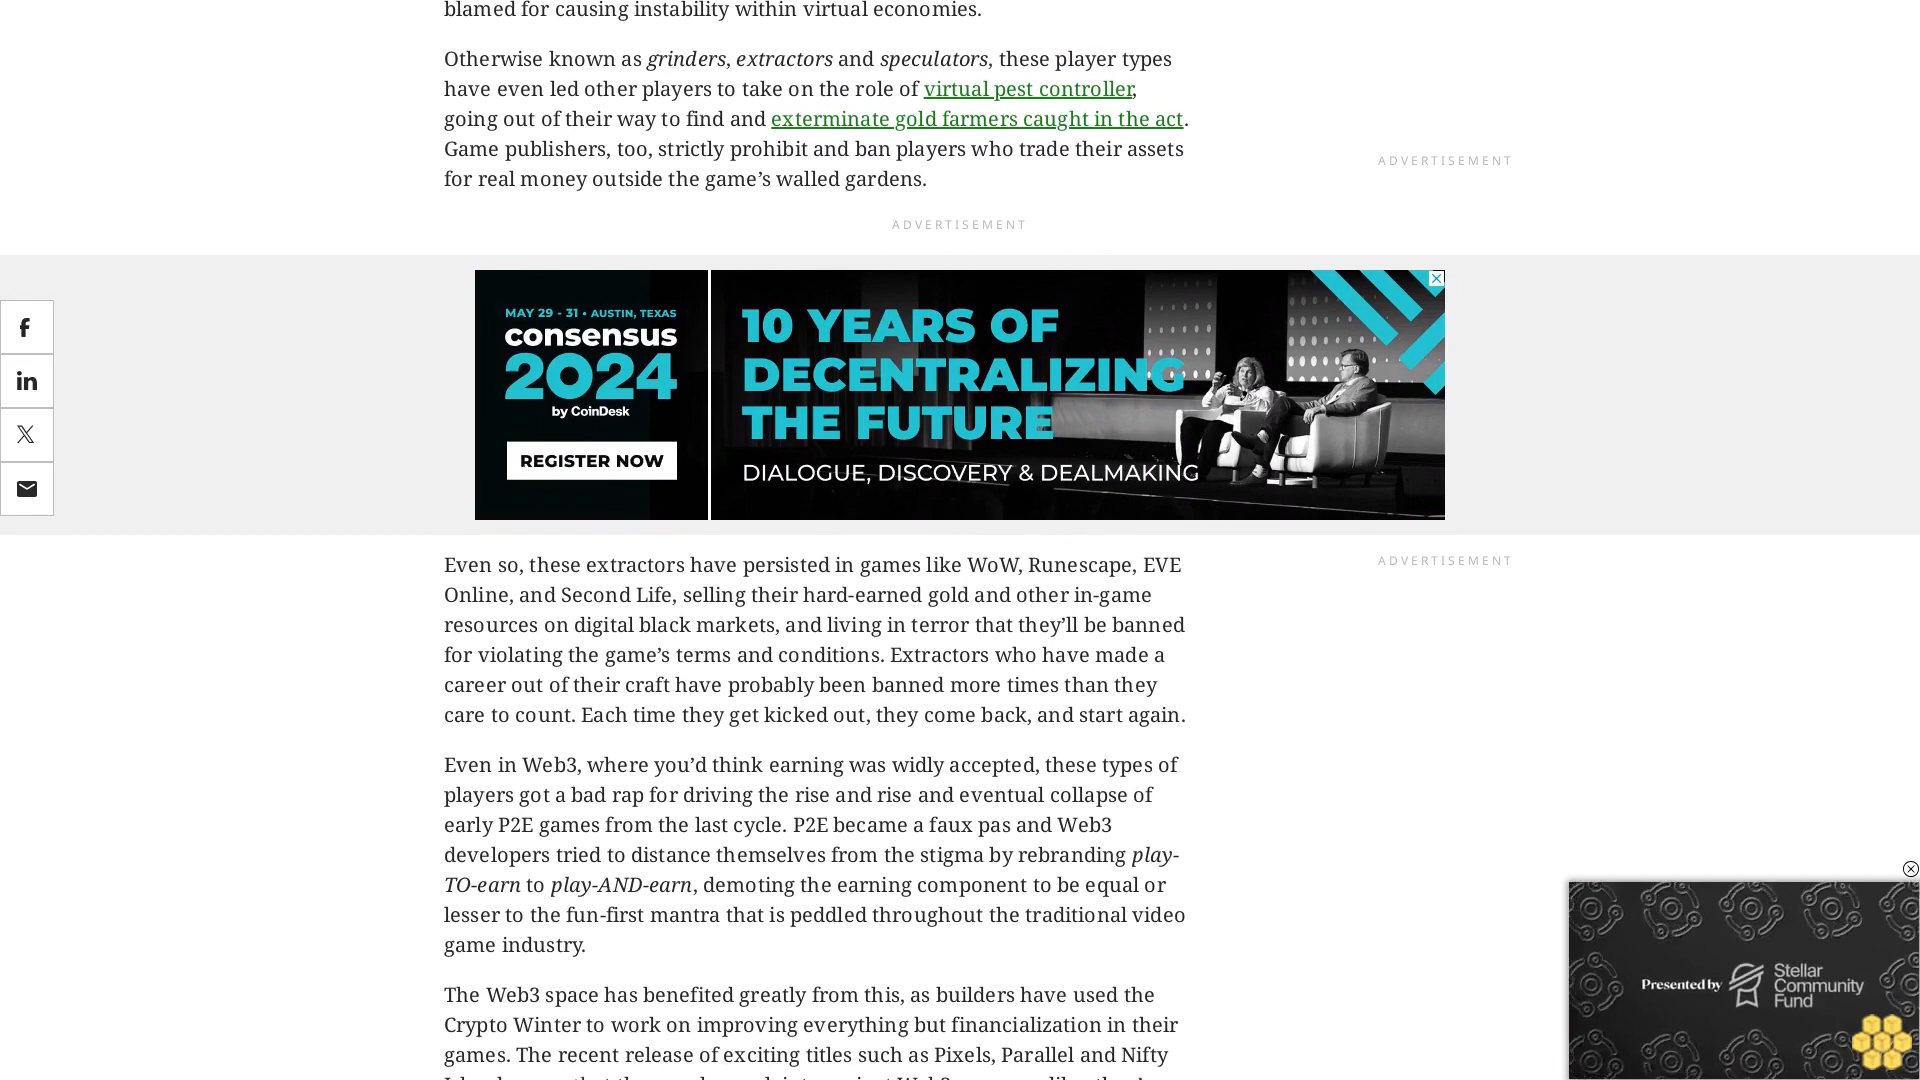 blamed for causing instability within virtual economies.
Otherwise known as grinders, extractors and speculators, these player types
have even led other players to take on the role of virtual pest controller,
going out of their way to find and exterminate gold farmers caught in the act.
Game publishers, too, strictly prohibit and ban players who trade their assets
for real money outside the game’s walled gardens.
ADVERTISEMENT
ADVERTISEMENT
MAY 29 - 31 • AUSTIN, TEXAS
consensus
2024
by CoinDesk
REGISTER NOW
10 YEARS OF
DECENTRALIZING
THE FUTURE
DIALOGUE, DISCOVERY & DEALMAKING
Even so, these extractors have persisted in games like WoW, Runescape, EVE
Online, and Second Life, selling their hard-earned gold and other in-game
resources on digital black markets, and living in terror that they’ll be banned
for violating the game’s terms and conditions. Extractors who have made a
career out of their craft have probably been banned more times than they
care to count. Each time they get kicked out, they come back, and start again.
ADVERTISEMENT
Even in Web3, where you’d think earning was widly accepted, these types of
players got a bad rap for driving the rise and rise and eventual collapse of
early P2E games from the last cycle. P2E became a faux pas and Web3
developers tried to distance themselves from the stigma by rebranding play-
TO-earn to play-AND-earn, demoting the earning component to be equal or
lesser to the fun-first mantra that is peddled throughout the traditional video
game industry.
The Web3 space has benefited greatly from this, as builders have used the
Crypto Winter to work on improving everything but financialization in their
games. The recent release of exciting titles such as Pixels, Parallel and Nifty
Presented by
Stellar
Community
Fund